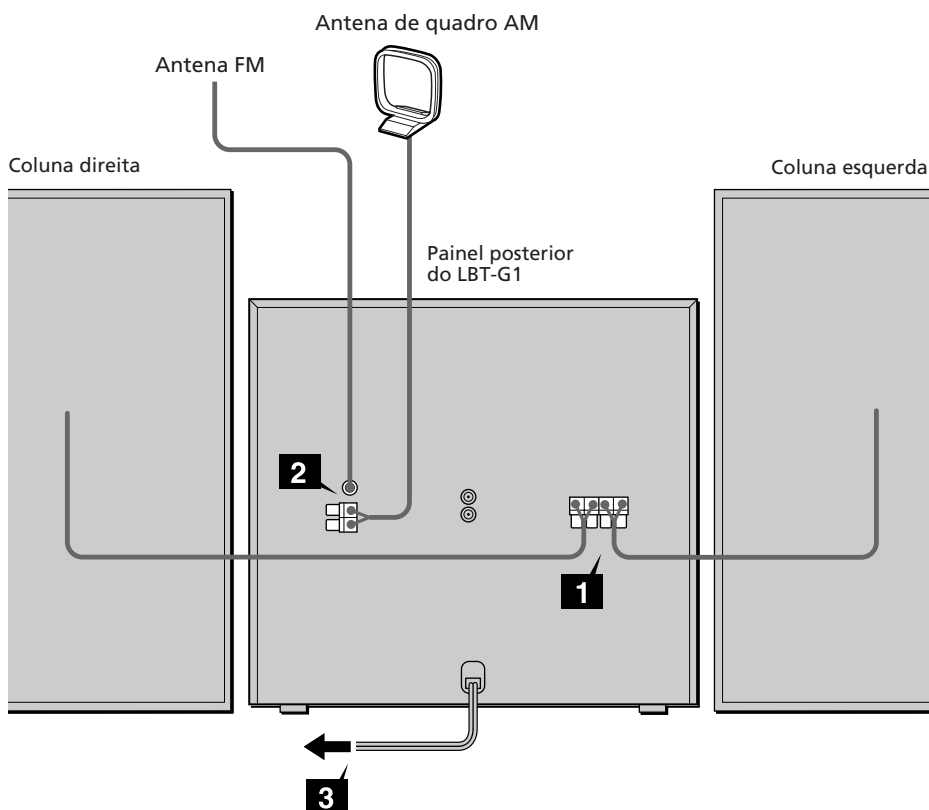 Antena de quadro AM
Antena FM
Coluna direita
Coluna esquerda
Painel posterior
do LBT-G1
2
1
3